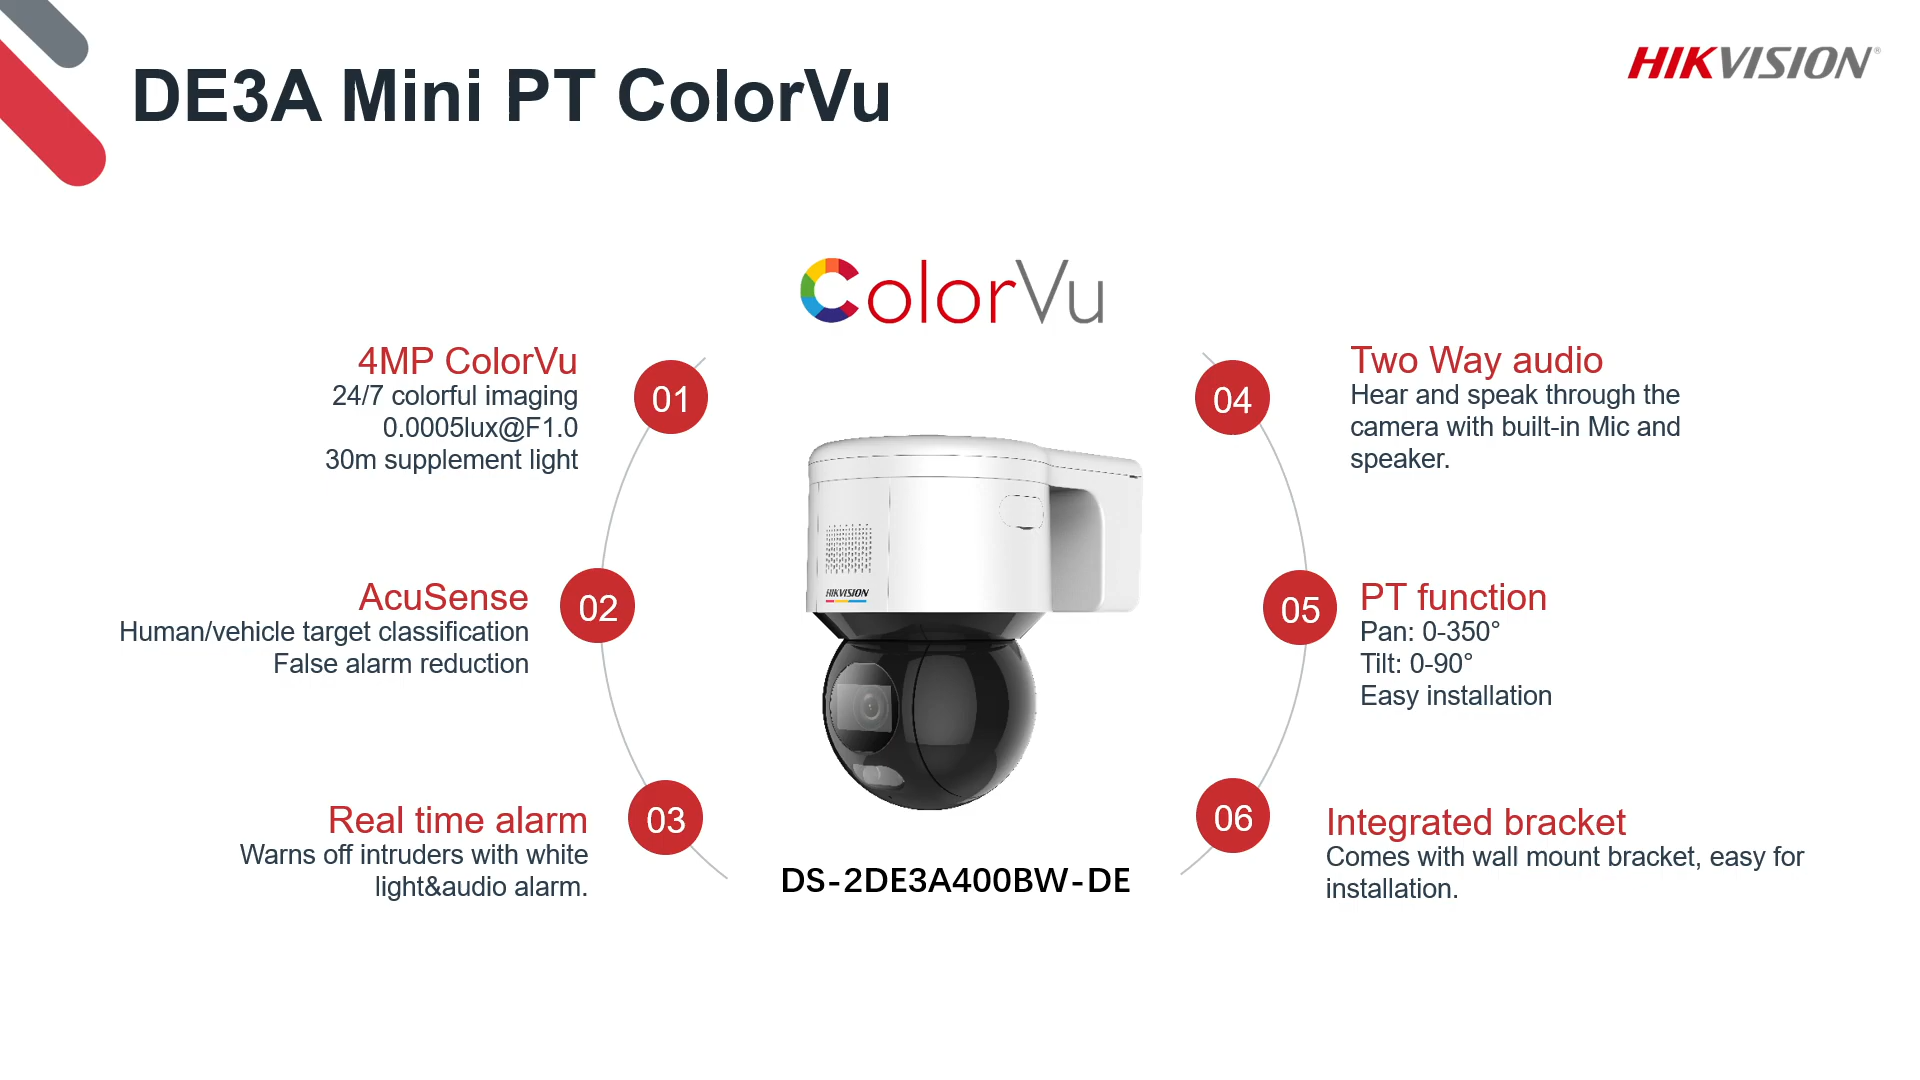 DE3A Mini PT ColorVu
HIKVISION®
ColorVu
4MP ColorVu
24/7 colorful imaging
0.0005lux@F1.0
30m supplement light
01
AcuSense
Human/vehicle target classification
False alarm reduction
02
Real time alarm
Warns off intruders with white
light&audio alarm.
03
HIKVISION
DS-2DE3A400BW-DE
04
Two Way audio
Hear and speak through the
camera with built-in Mic and
speaker.
05
PT function
Pan: 0-350°
Tilt: 0-90°
Easy installation
06
Integrated bracket
Comes with wall mount bracket, easy for
installation.